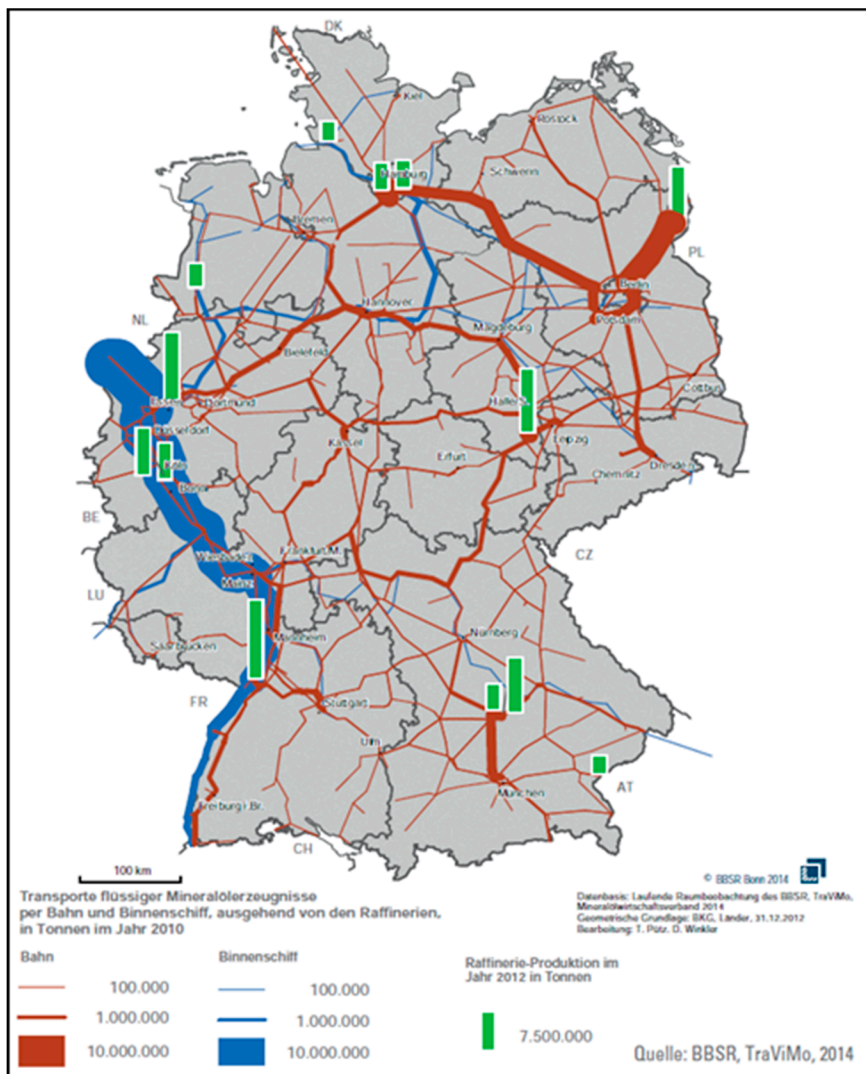 DK
Kiel
Rostock
Hamburg
Schwerin
Bremen
PL
Berlin
NL
Hannover
Potsdam
Magdeburg
Bielefeld
Essen
Dortmund
Halle S.
Cottbus
Düsseldorf
Leipzig
Kassel
Köln
Erfurt
Dresden
Chemnitz
Bonn
BE
Wiesbaden
Frankfurt M.
CZ
Mainz
LU
Nürnberg
Mannheim
Saarbrücken
FR
Stuttgart
Ulm
AT
München
Freiburg i. Br.
CH
100 km
© BBSR Bonn 2014
Transporte flüssiger Mineralölerzeugnisse
per Bahn und Binnenschiff, ausgehend von den Raffinerien,
in Tonnen im Jahr 2010
Datenbasis: Laufende Raumbeobachtung des BBSR, TraViMo,
Mineralölwirtschaftsverband 2014
Geometrische Grundlage: BKG, Länder, 31.12.2012
Bearbeitung: T. Pütz, D. Winkler
Bahn
100.000
1.000.000
10.000.000
Binnenschiff
100.000
1.000.000
10.000.000
Raffinerie-Produktion im
Jahr 2012 in Tonnen
7.500.000
Quelle: BBSR, TraViMo, 2014